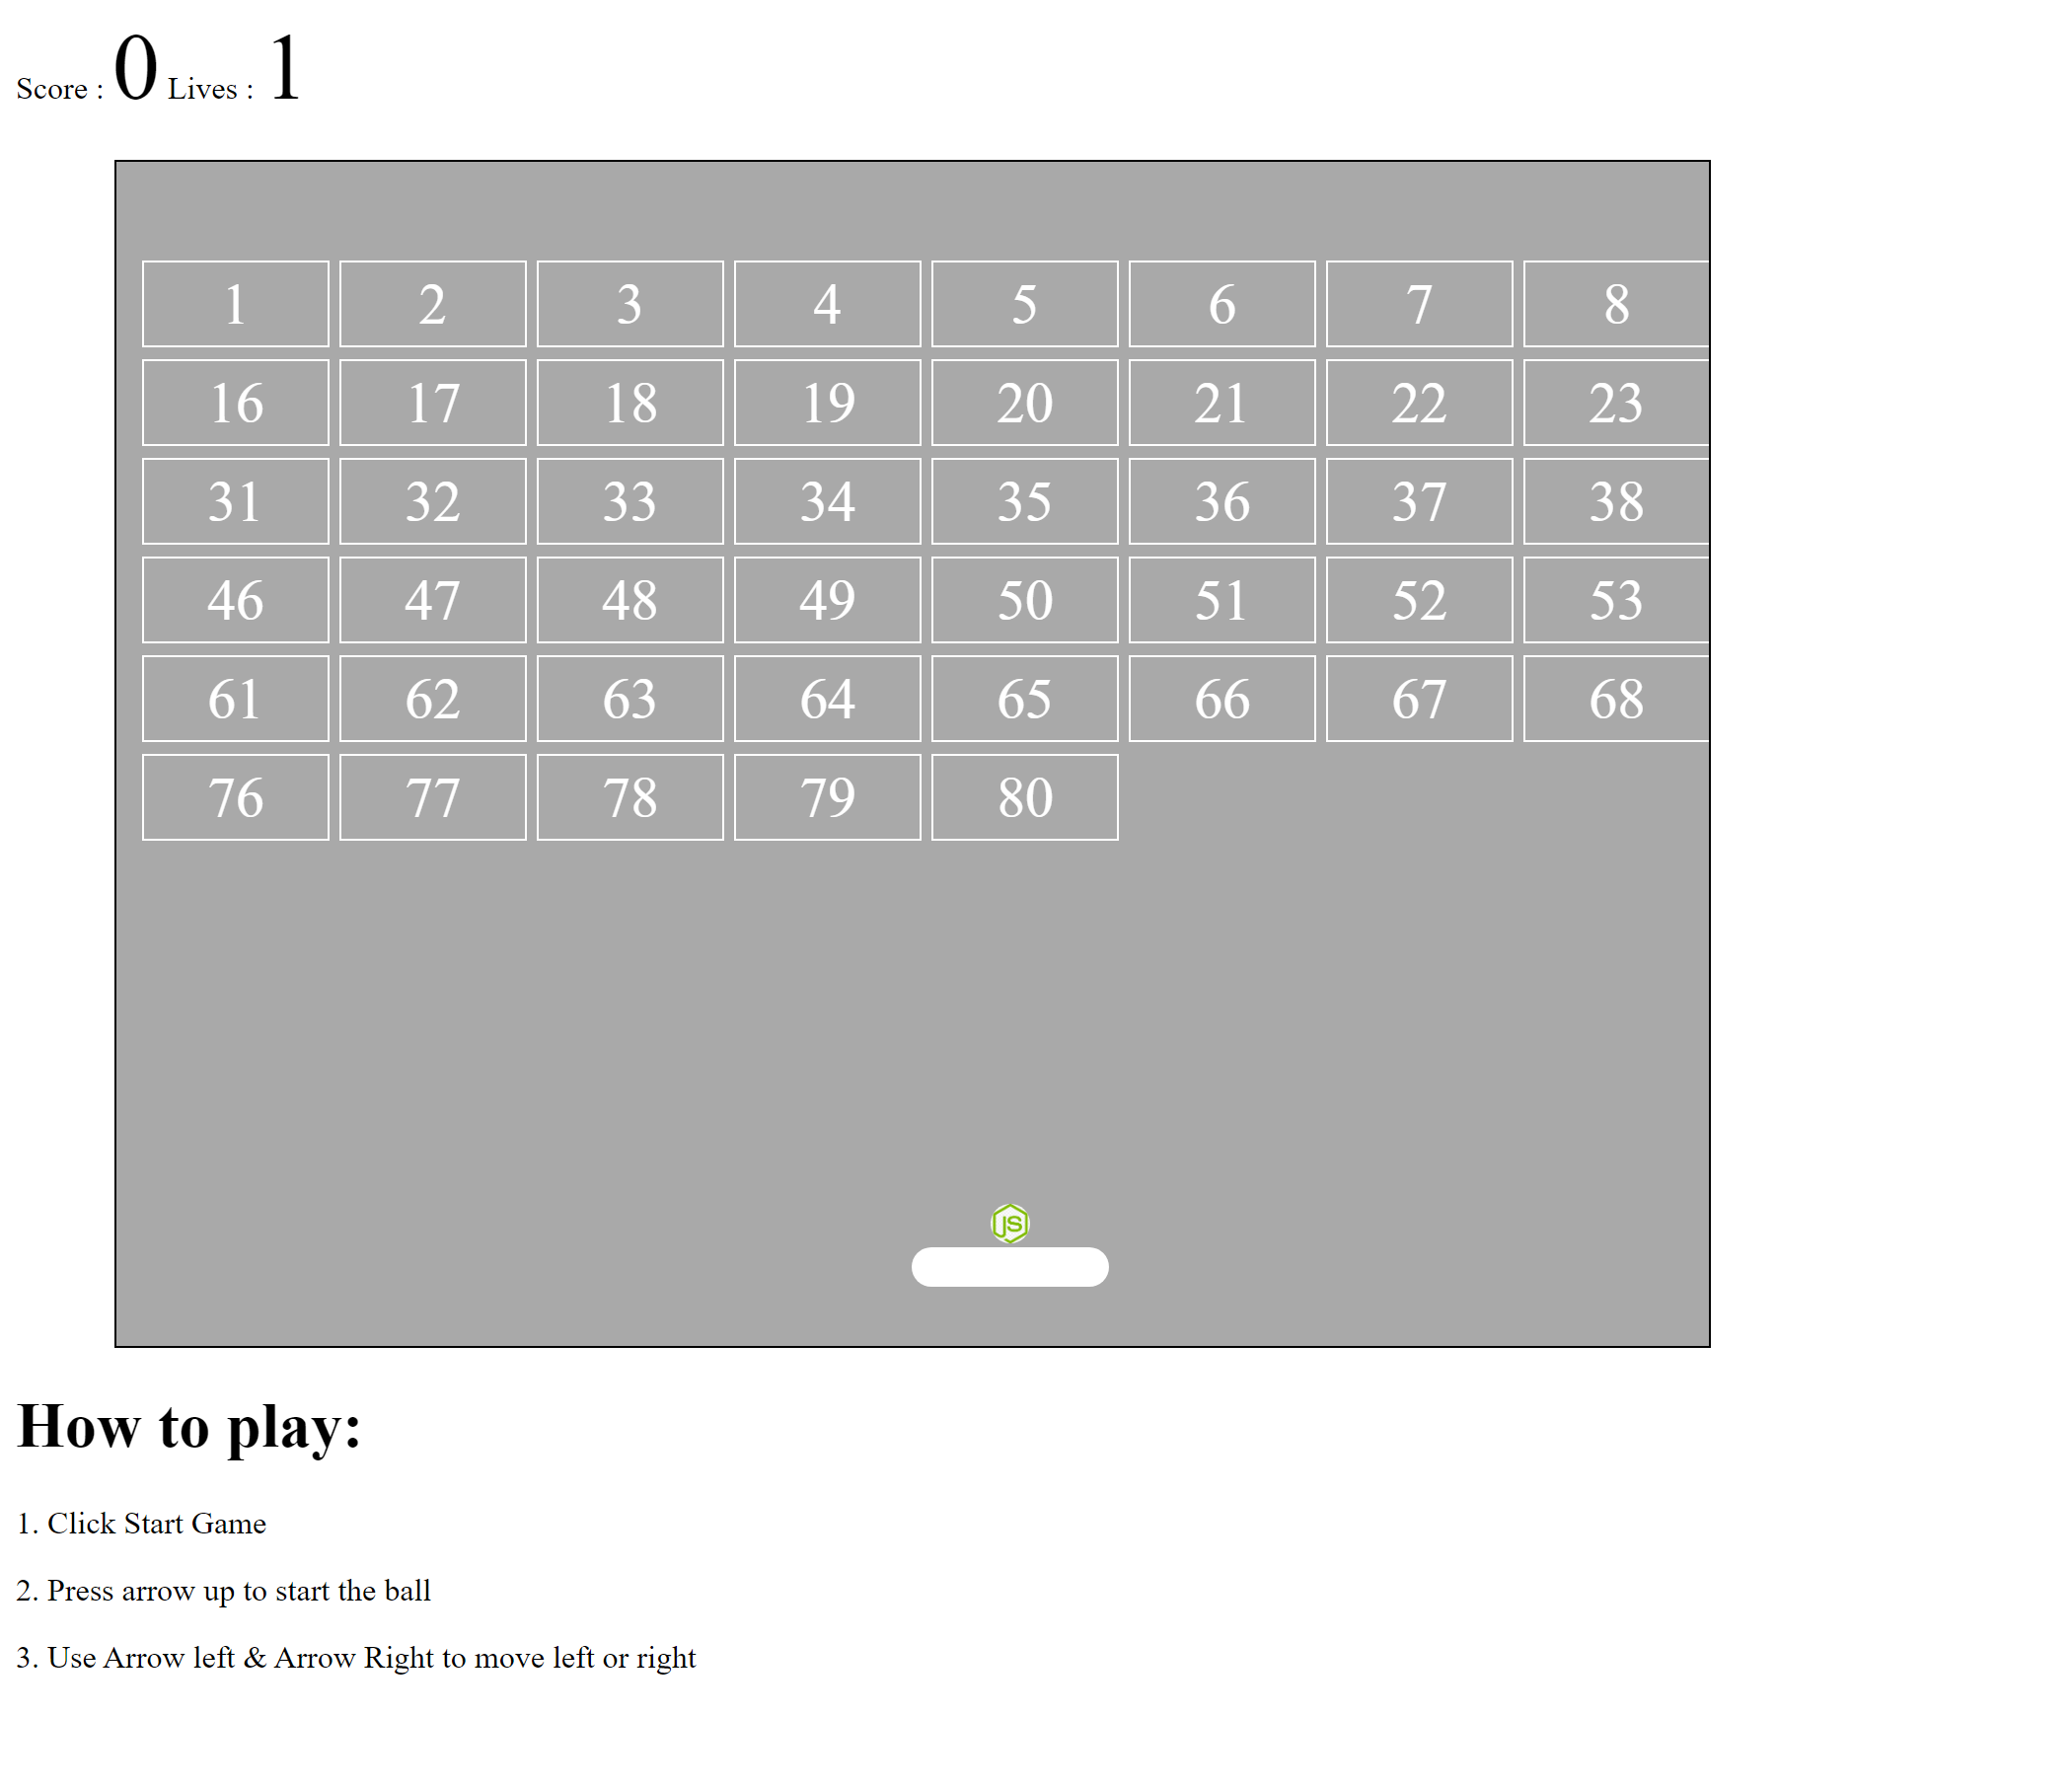 Score : 0 Lives : 1
1 2 3 4 5 6 7 8
16 17 18 19 20 21 22 23
31 32 33 34 35 36 37 38
46 47 48 49 50 51 52 53
61 62 63 64 65 66 67 68
76 77 78 79 80
JS
How to play:
1. Click Start Game
2. Press arrow up to start the ball
3. Use Arrow left & Arrow Right to move left or right